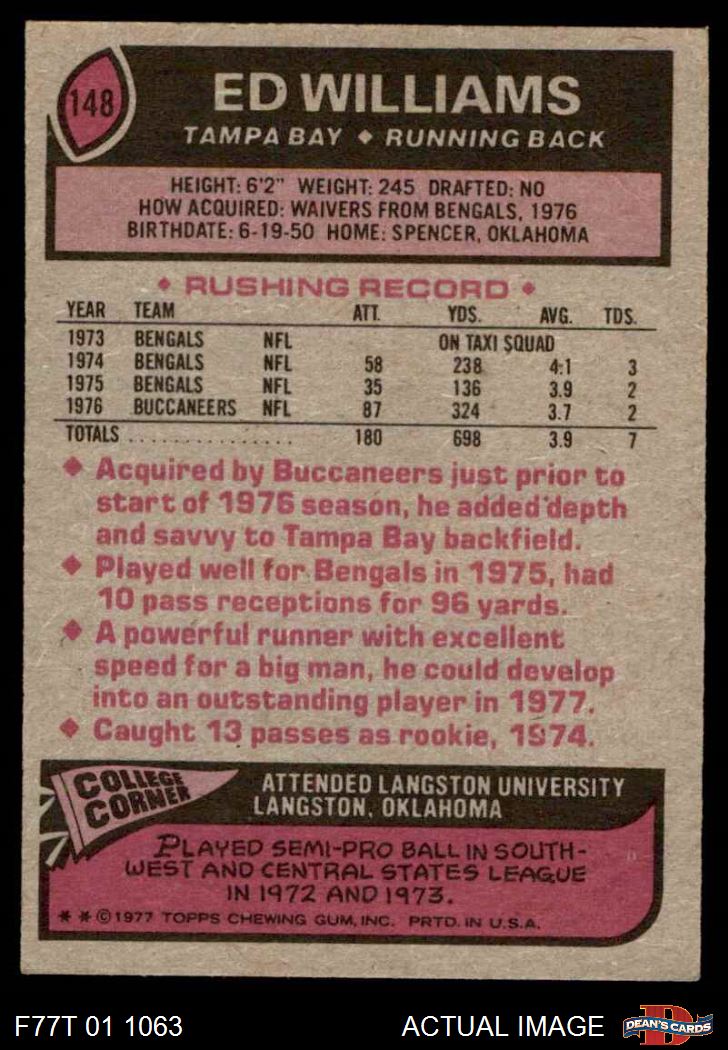 148
ED WILLIAMS
TAMPA BAY ◆ RUNNING BACK
HEIGHT: 6'2" WEIGHT: 245 DRAFTED: NO
HOW ACQUIRED: WAIVERS FROM BENGALS, 1976
BIRTHDATE: 6-19-50 HOME: SPENCER, OKLAHOMA
◆ RUSHING RECORD ◆
YEAR TEAM ATT. YDS. AVG. TDS.
1973 BENGALS NFL ON TAXI SQUAD
1974 BENGALS NFL 58 238 4.1 3
1975 BENGALS NFL 35 136 3.9 2
1976 BUCCANEERS NFL 87 324 3.7 2
TOTALS ................ 180 698 3.9 7
◆ Acquired by Buccaneers just prior to
start of 1976 season, he added depth
and savvy to Tampa Bay backfield.
◆ Played well for Bengals in 1975, had
10 pass receptions for 96 yards.
◆ A powerful runner with excellent
speed for a big man, he could develop
into an outstanding player in 1977.
◆ Caught 13 passes as rookie, 1974.
COLLEGE
CORNER
ATTENDED LANGSTON UNIVERSITY
LANGSTON, OKLAHOMA
PLAYED SEMI-PRO BALL IN SOUTH-
WEST AND CENTRAL STATES LEAGUE
IN 1972 AND 1973.
* * © 1977 TOPPS CHEWING GUM, INC. PRTD. IN U.S.A.
F77T 01 1063 ACTUAL IMAGE
D
DEAN'S CARDS